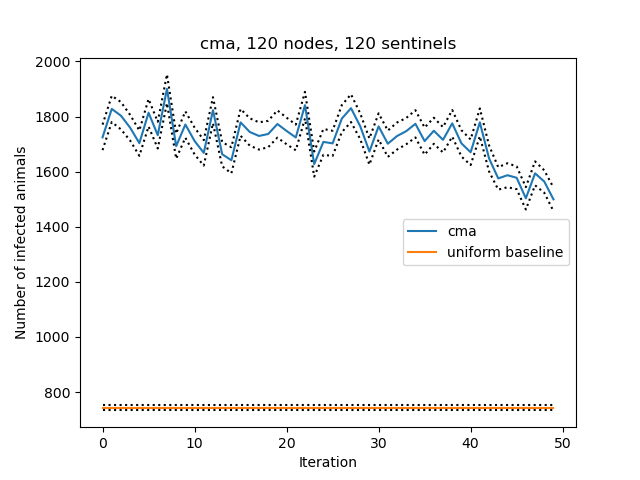 cma, 120 nodes, 120 sentinels
2000
1800
1600
1400
1200
1000
800
Number of infected animals
cma
uniform baseline
0 10 20 30 40 50
Iteration